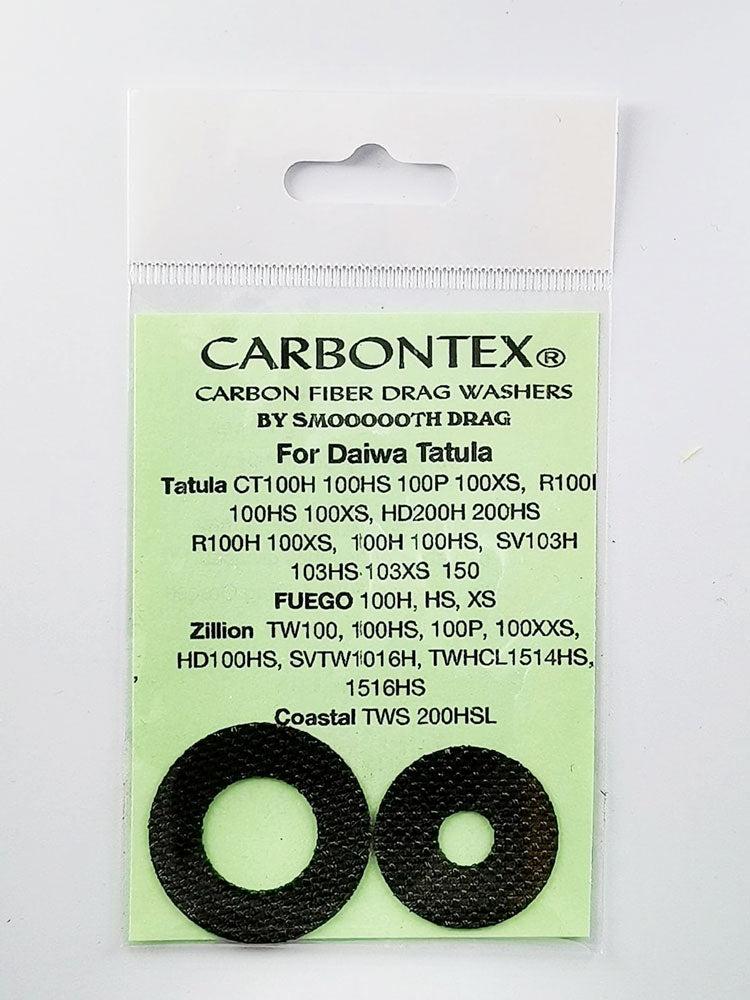 CARBONTEX®
CARBON FIBER DRAG WASHERS
BY SMOOOOOTH DRAG
For Daiwa Tatula
Tatula CT100H 100HS 100P 100XS, R100
100HS 100XS, HD200H 200HS
R100H 100XS, 100H 100HS, SV103H
103HS 103XS 150
FUEGO 100H, HS, XS
Zillion TW100, 100HS, 100P, 100XXS,
HD100HS, SVTW1016H, TWHCL1514HS,
1516HS
Coastal TWS 200HSL